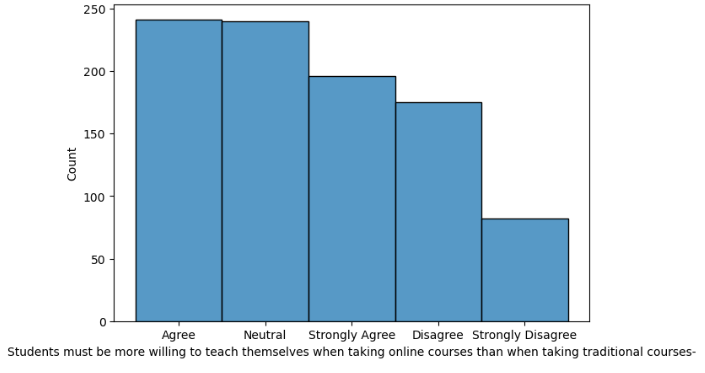 250
200
150
100
50
0
Count
Agree Neutral Strongly Agree Disagree Strongly Disagree
Students must be more willing to teach themselves when taking online courses than when taking traditional courses-